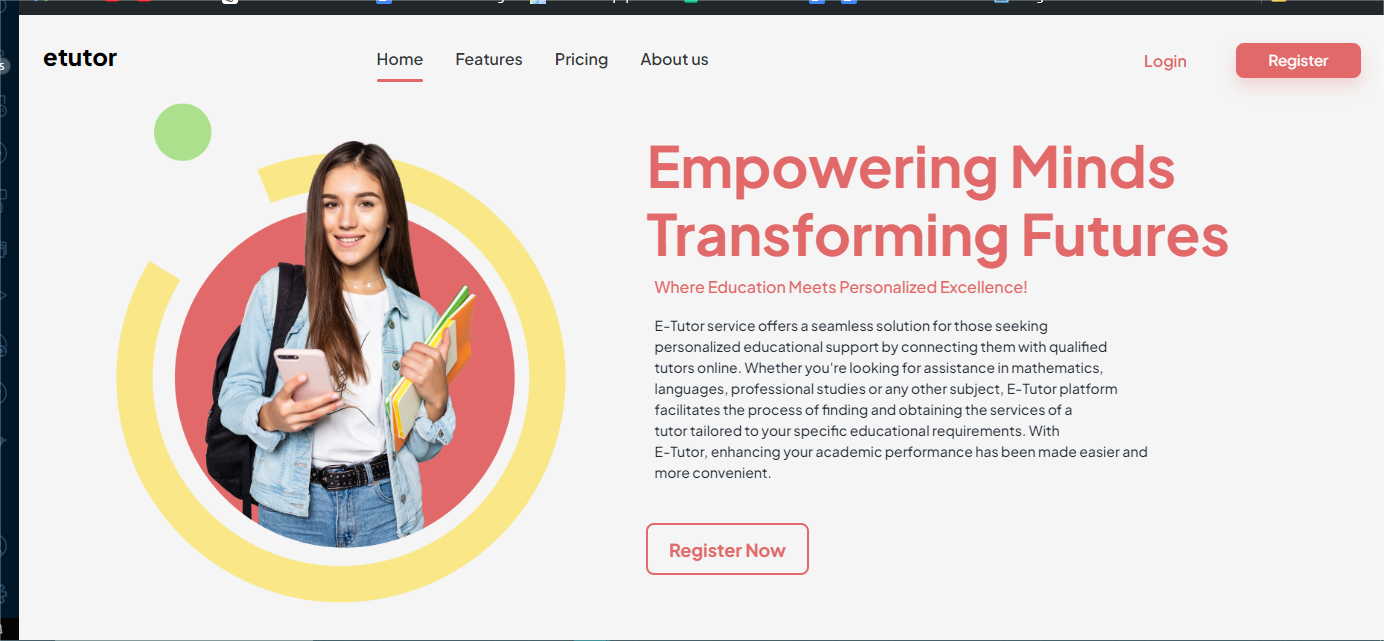 etutor
Home Features Pricing About us
Login
Register
Empowering Minds
Transforming Futures
Where Education Meets Personalized Excellence!
E-Tutor service offers a seamless solution for those seeking
personalized educational support by connecting them with qualified
tutors online. Whether you're looking for assistance in mathematics,
languages, professional studies or any other subject, E-Tutor platform
facilitates the process of finding and obtaining the services of a
tutor tailored to your specific educational requirements. With
E-Tutor, enhancing your academic performance has been made easier and
more convenient.
Register Now